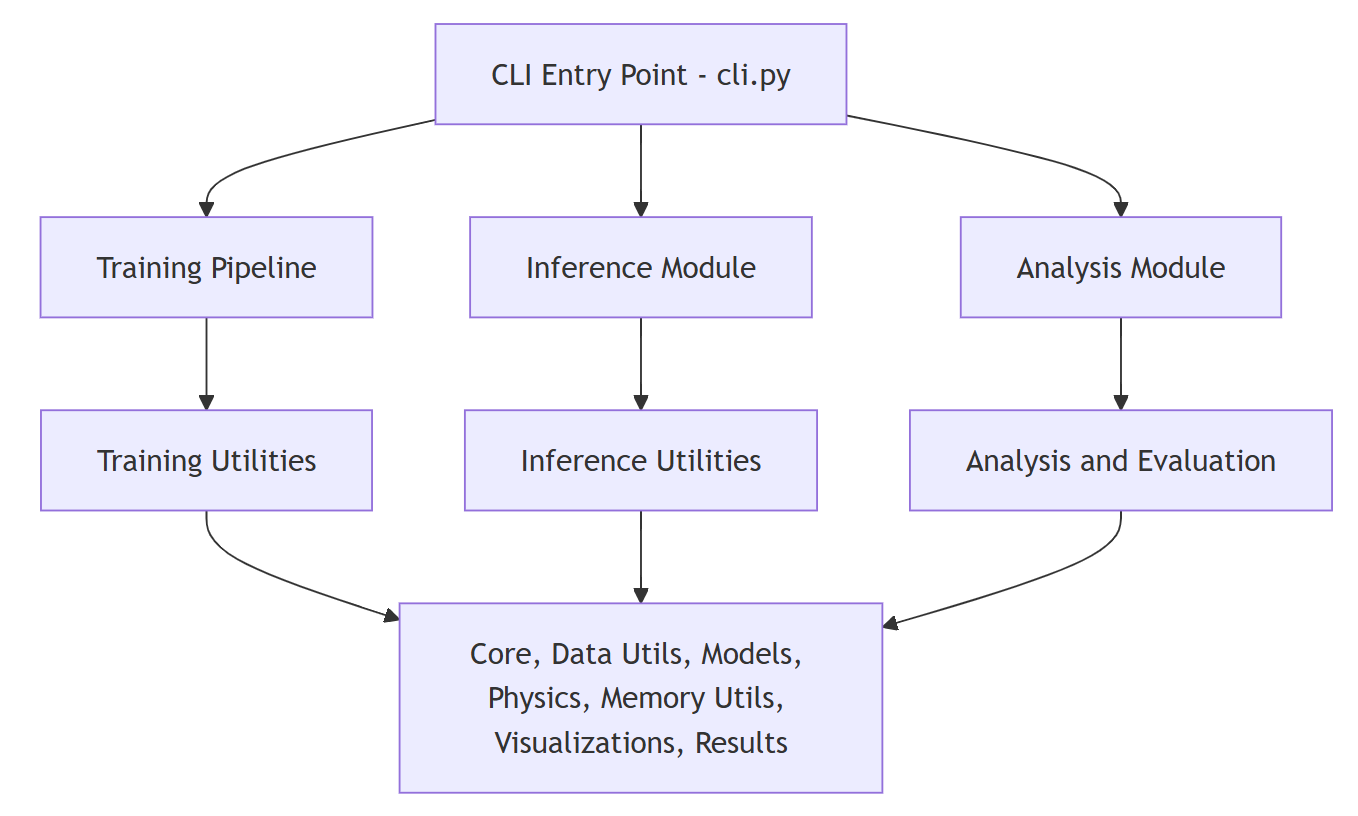 CLI Entry Point - cli.py
Training Pipeline
Inference Module
Analysis Module
Training Utilities
Inference Utilities
Analysis and Evaluation
Core, Data Utils, Models,
Physics, Memory Utils,
Visualizations, Results